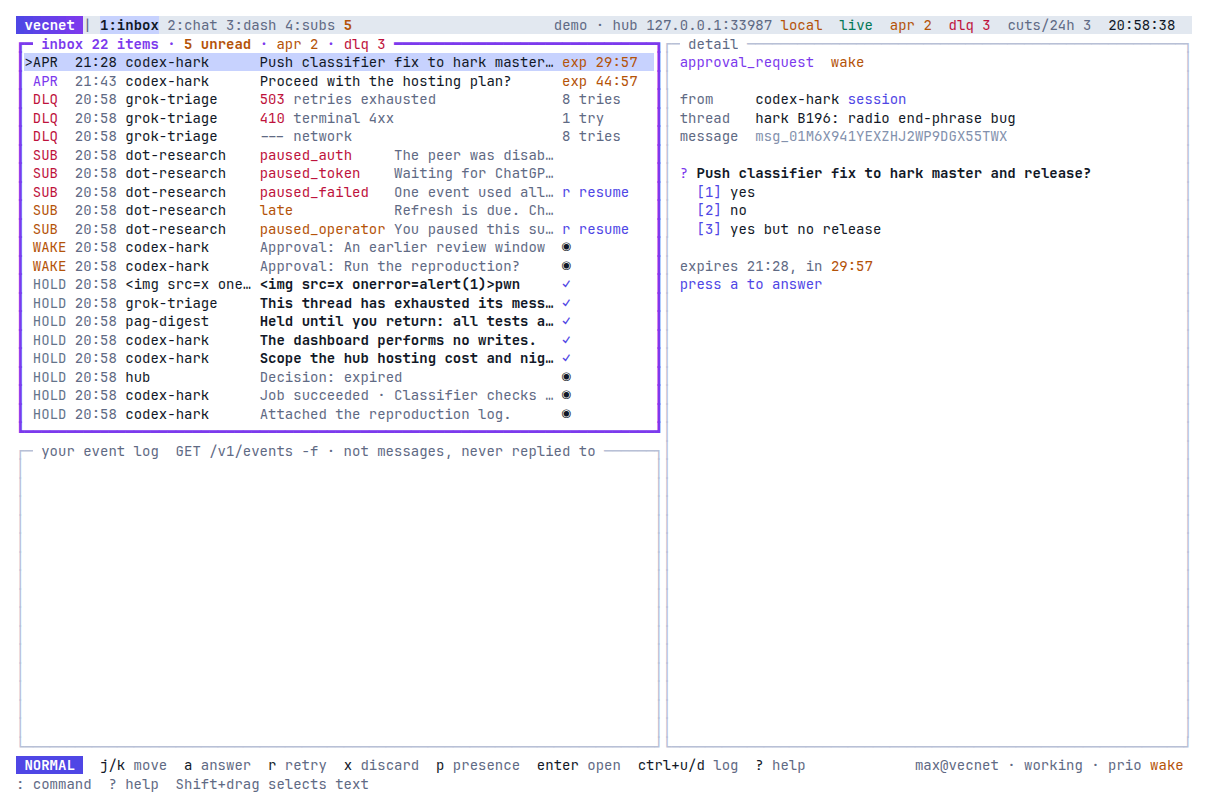 vecnet | 1:inbox 2:chat 3:dash 4:subs 5 demo · hub 127.0.0.1:33987 local live apr 2 dlq 3 cuts/24h 3 20:58:38
inbox 22 items · 5 unread · apr 2 · dlq 3
>APR 21:28 codex-hark Push classifier fix to hark master… exp 29:57
APR 21:43 codex-hark Proceed with the hosting plan? exp 44:57
DLQ 20:58 grok-triage 503 retries exhausted 8 tries
DLQ 20:58 grok-triage 410 terminal 4xx 1 try
DLQ 20:58 grok-triage --- network 8 tries
SUB 20:58 dot-research paused_auth The peer was disab…
SUB 20:58 dot-research paused_token Waiting for ChatGP…
SUB 20:58 dot-research paused_failed One event used all… r resume
SUB 20:58 dot-research late Refresh is due. Ch…
SUB 20:58 dot-research paused_operator You paused this su… r resume
WAKE 20:58 codex-hark Approval: An earlier review window ◉
WAKE 20:58 codex-hark Approval: Run the reproduction? ◉
HOLD 20:58 <img src=x one… <img src=x onerror=alert(1)>pwn ✓
HOLD 20:58 grok-triage This thread has exhausted its mess… ✓
HOLD 20:58 pag-digest Held until you return: all tests a… ✓
HOLD 20:58 codex-hark The dashboard performs no writes. ✓
HOLD 20:58 codex-hark Scope the hub hosting cost and nig… ✓
HOLD 20:58 hub Decision: expired ◉
HOLD 20:58 codex-hark Job succeeded · Classifier checks … ◉
HOLD 20:58 codex-hark Attached the reproduction log. ◉
detail
approval_request wake
from codex-hark session
thread hark B196: radio end-phrase bug
message msg_01M6X941YEXZHJ2WP9DGX55TWX
? Push classifier fix to hark master and release?
[1] yes
[2] no
[3] yes but no release
expires 21:28, in 29:57
press a to answer
your event log GET /v1/events -f · not messages, never replied to
NORMAL j/k move a answer r retry x discard p presence enter open ctrl+u/d log ? help max@vecnet · working · prio wake
: command ? help Shift+drag selects text